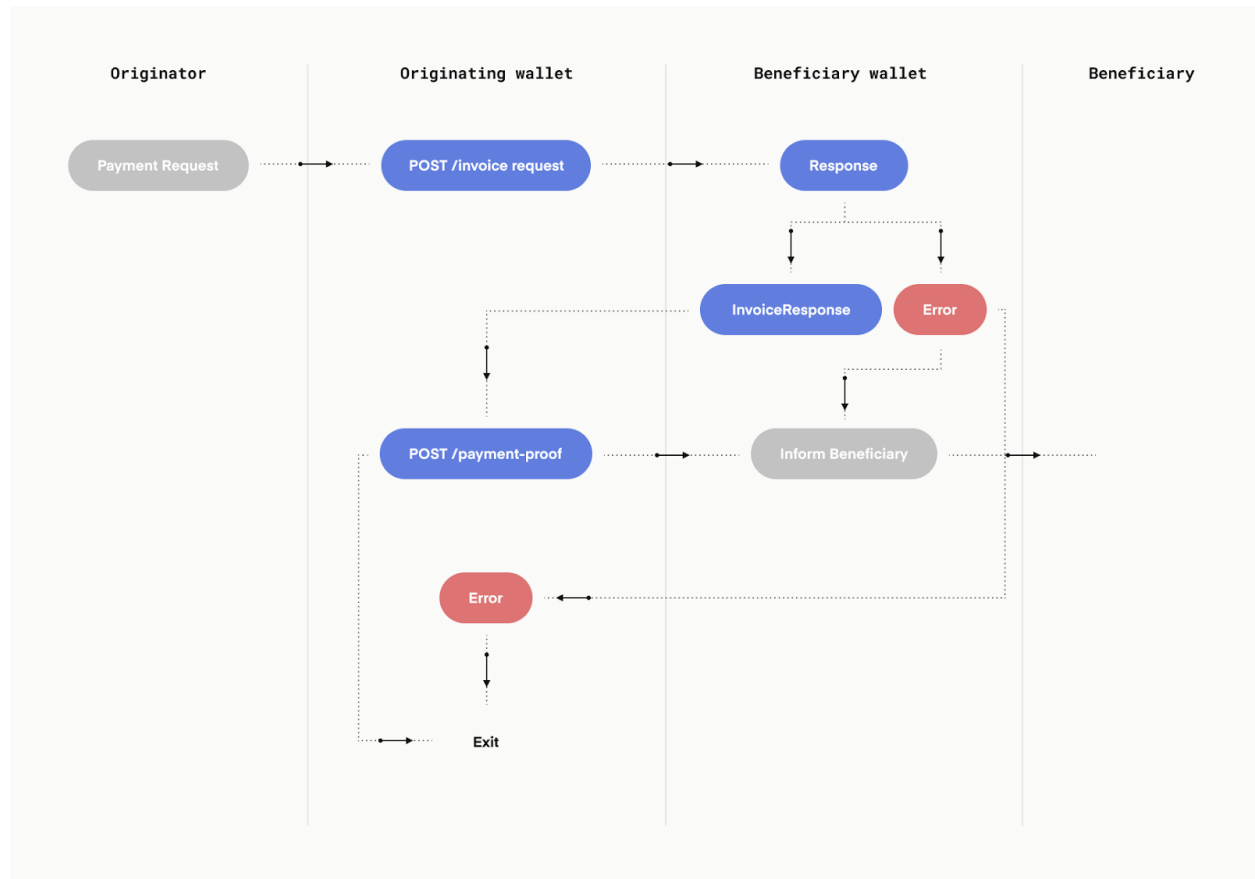 Originator
Originating wallet
Beneficiary wallet
Beneficiary
Payment Request
POST /invoice request
Response
InvoiceResponse
Error
POST /payment-proof
Inform Beneficiary
Error
Exit